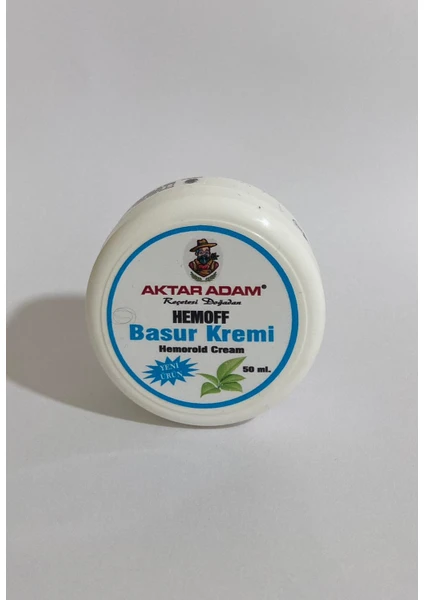 AKTAR ADAM®
Reçetesi Doğadan
HEMOFF
Basur Kremi
Hemoroid Cream
YENİ
ÜRÜN
50 ml.